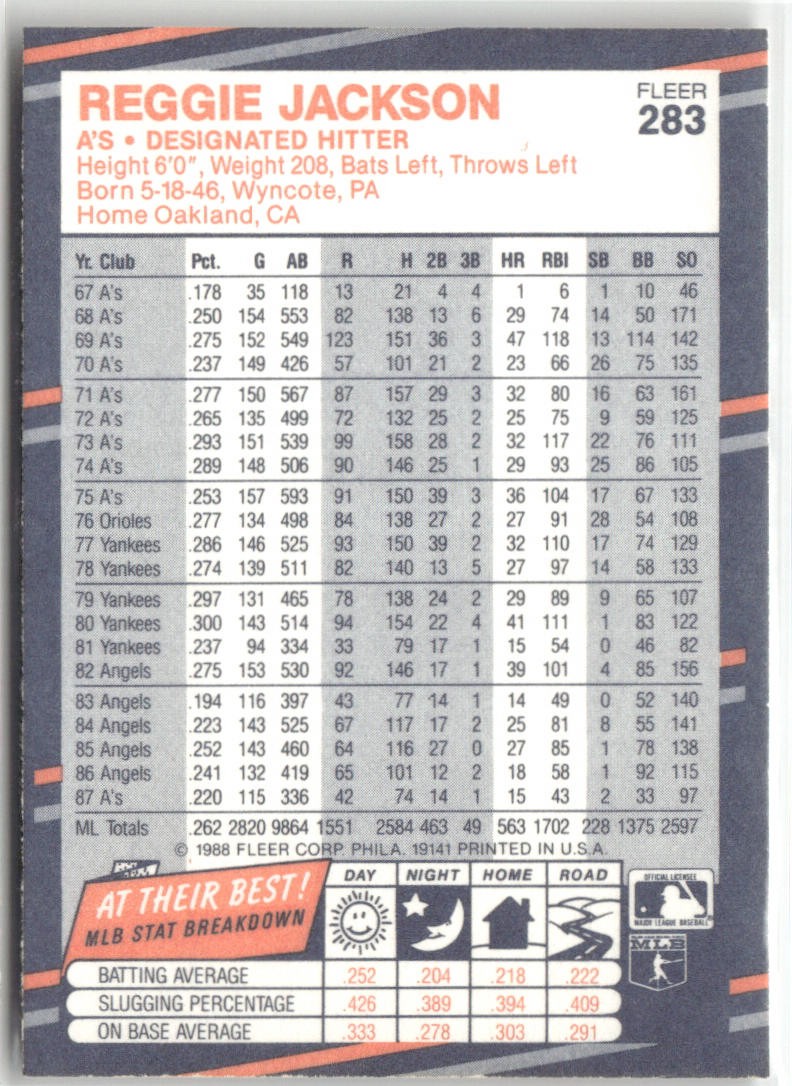 REGGIE JACKSON
FLEER
283
A'S • DESIGNATED HITTER
Height 6'0", Weight 208, Bats Left, Throws Left
Born 5-18-46, Wyncote, PA
Home Oakland, CA
Yr. Club Pct. G AB R H 2B 3B HR RBI SB BB SO
67 A's .178 35 118 13 21 4 4 1 6 1 10 46
68 A's .250 154 553 82 138 13 6 29 74 14 50 171
69 A's .275 152 549 123 151 36 3 47 118 13 114 142
70 A's .237 149 426 57 101 21 2 23 66 26 75 135
71 A's .277 150 567 87 157 29 3 32 80 16 63 161
72 A's .265 135 499 72 132 25 2 25 75 9 59 125
73 A's .293 151 539 99 158 28 2 32 117 22 76 111
74 A's .289 148 506 90 146 25 1 29 93 25 86 105
75 A's .253 157 593 91 150 39 3 36 104 17 67 133
76 Orioles .277 134 498 84 138 27 2 27 91 28 54 108
77 Yankees .286 146 525 93 150 39 2 32 110 17 74 129
78 Yankees .274 139 511 82 140 13 5 27 97 14 58 133
79 Yankees .297 131 465 78 138 24 2 29 89 9 65 107
80 Yankees .300 143 514 94 154 22 4 41 111 1 83 122
81 Yankees .237 94 334 33 79 17 1 15 54 0 46 82
82 Angels .275 153 530 92 146 17 1 39 101 4 85 156
83 Angels .194 116 397 43 77 14 1 14 49 0 52 140
84 Angels .223 143 525 67 117 17 2 25 81 8 55 141
85 Angels .252 143 460 64 116 27 0 27 85 1 78 138
86 Angels .241 132 419 65 101 12 2 18 58 1 92 115
87 A's .220 115 336 42 74 14 1 15 43 2 33 97
ML Totals .262 2820 9864 1551 2584 463 49 563 1702 228 1375 2597
© 1988 FLEER CORP. PHILA. 19141 PRINTED IN U.S.A.
AT THEIR BEST!
MLB STAT BREAKDOWN
DAY NIGHT HOME ROAD
OFFICIAL LICENSEE
MAJOR LEAGUE BASEBALL
MLB
BATTING AVERAGE .252 .204 .218 .222
SLUGGING PERCENTAGE .426 .389 .394 .409
ON BASE AVERAGE .333 .278 .303 .291